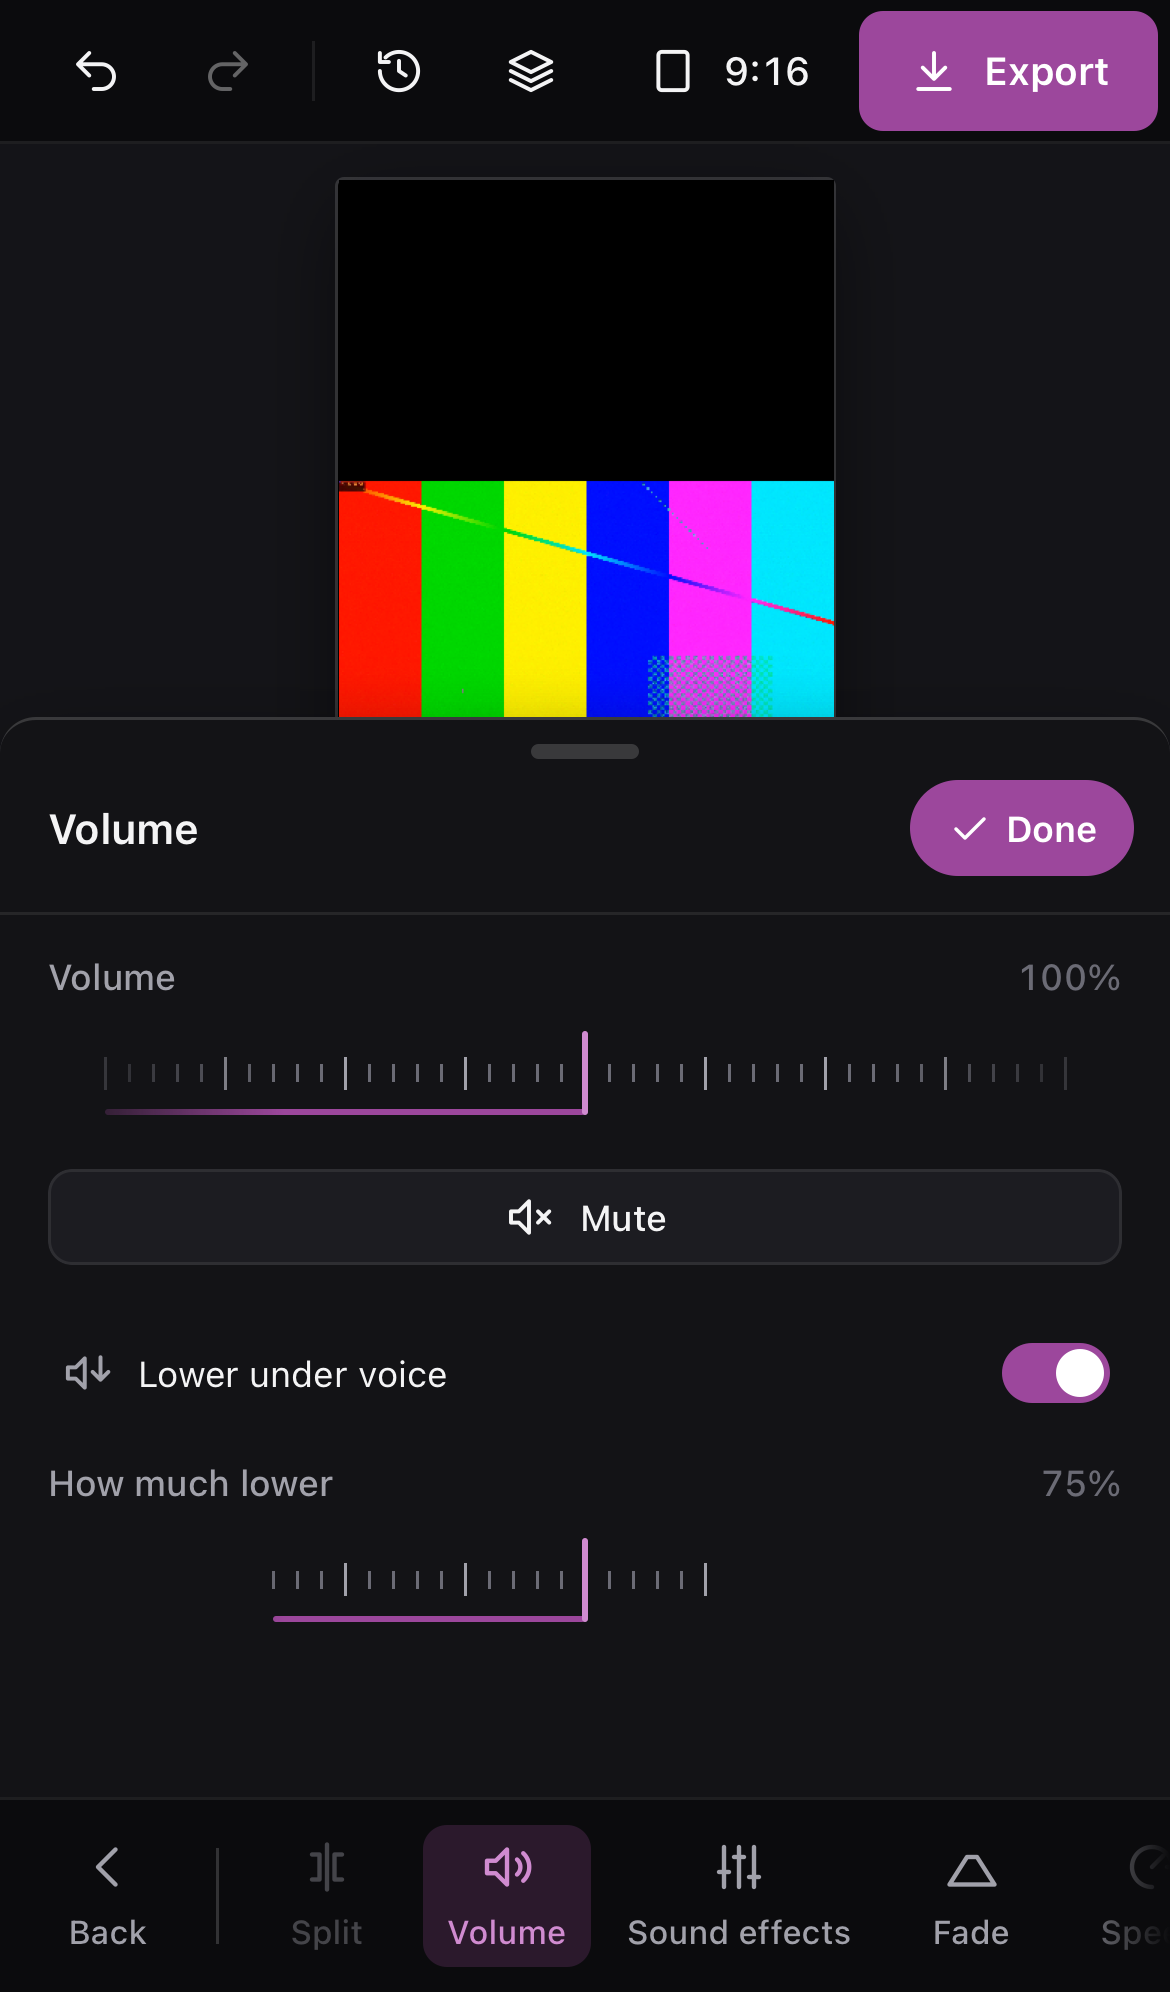 9:16
Export
Volume
Done
Volume
100%
Mute
Lower under voice
How much lower
75%
Back
Split
Volume
Sound effects
Fade